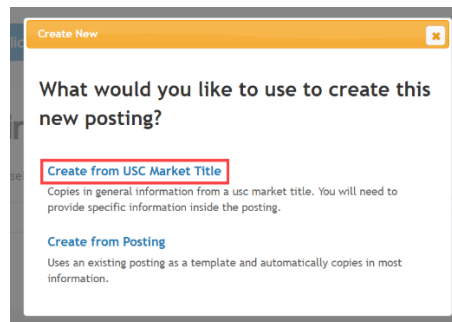 Create New
What would you like to use to create this
new posting?
Create from USC Market Title
Copies in general information from a usc market title. You will need to
provide specific information inside the posting.
Create from Posting
Uses an existing posting as a template and automatically copies in most
information.